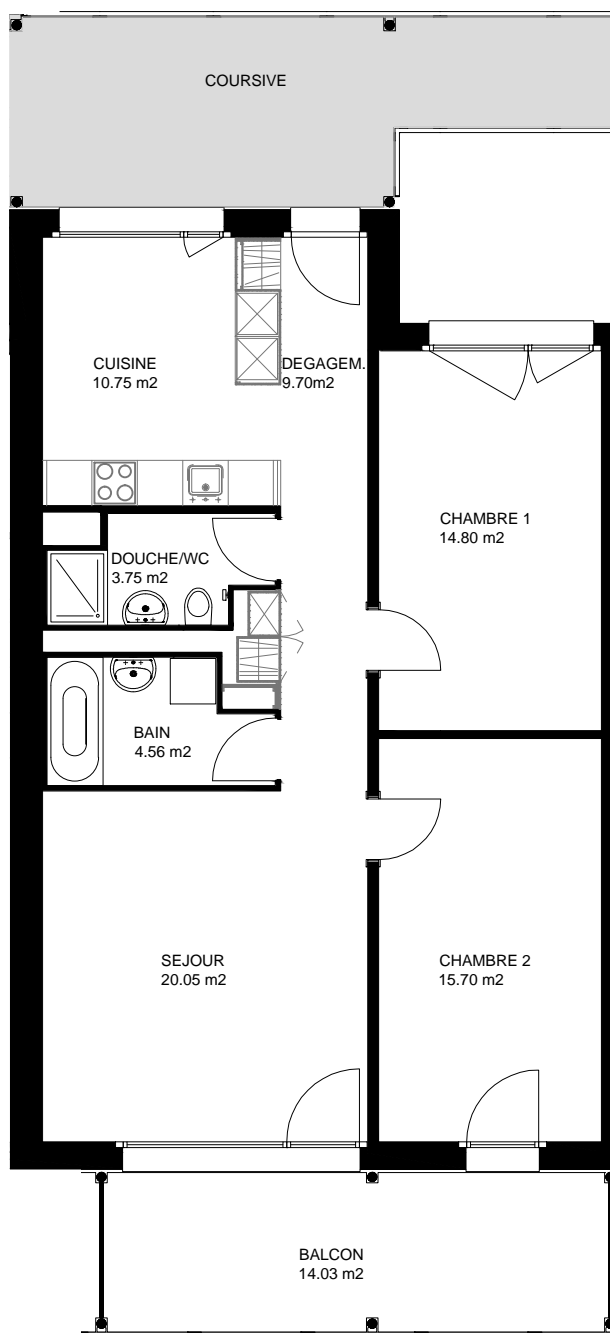 COURSIVE
CUISINE
10.75 m2
DEGAGEM.
9.70m2
CHAMBRE 1
14.80 m2
DOUCHE/WC
3.75 m2
BAIN
4.56 m2
SEJOUR
20.05 m2
CHAMBRE 2
15.70 m2
BALCON
14.03 m2